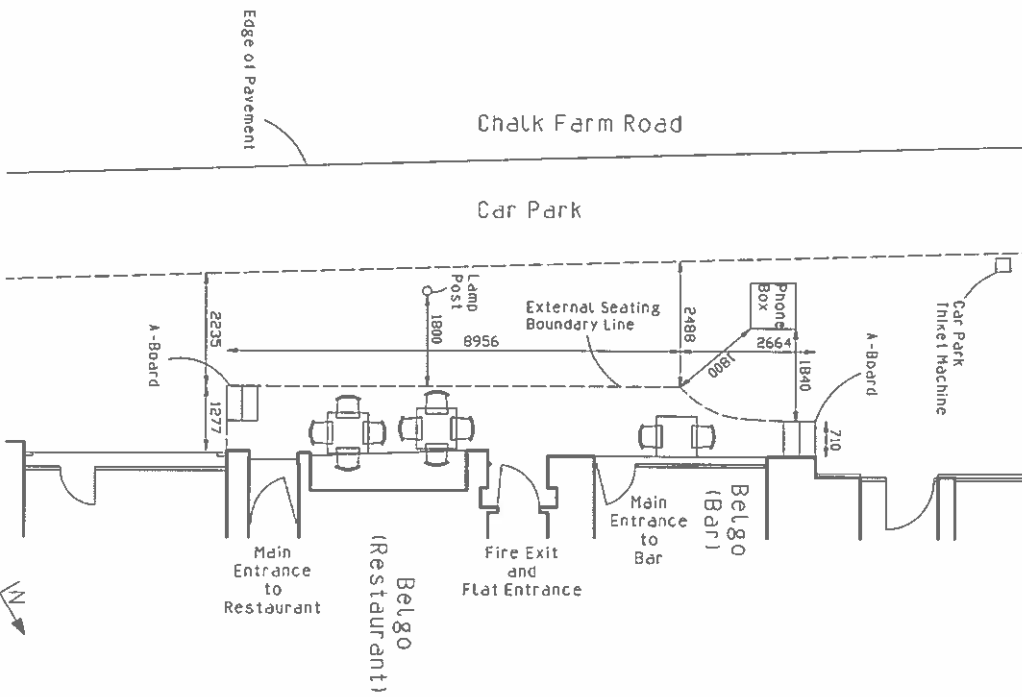 Edge of Pavement
Chalk Farm Road
Car Park
Lamp
Post
External Seating
Boundary Line
Phone
Box
Car Park
Thiket Machine
A-Board
A-Board
2235
1277
1800
8956
2488
2664
1800
1840
710
Main
Entrance
to
Restaurant
Belgo
(Restaurant)
Fire Exit
and
Flat Entrance
Main
Entrance
to
Bar
Belgo
(Bar)
N